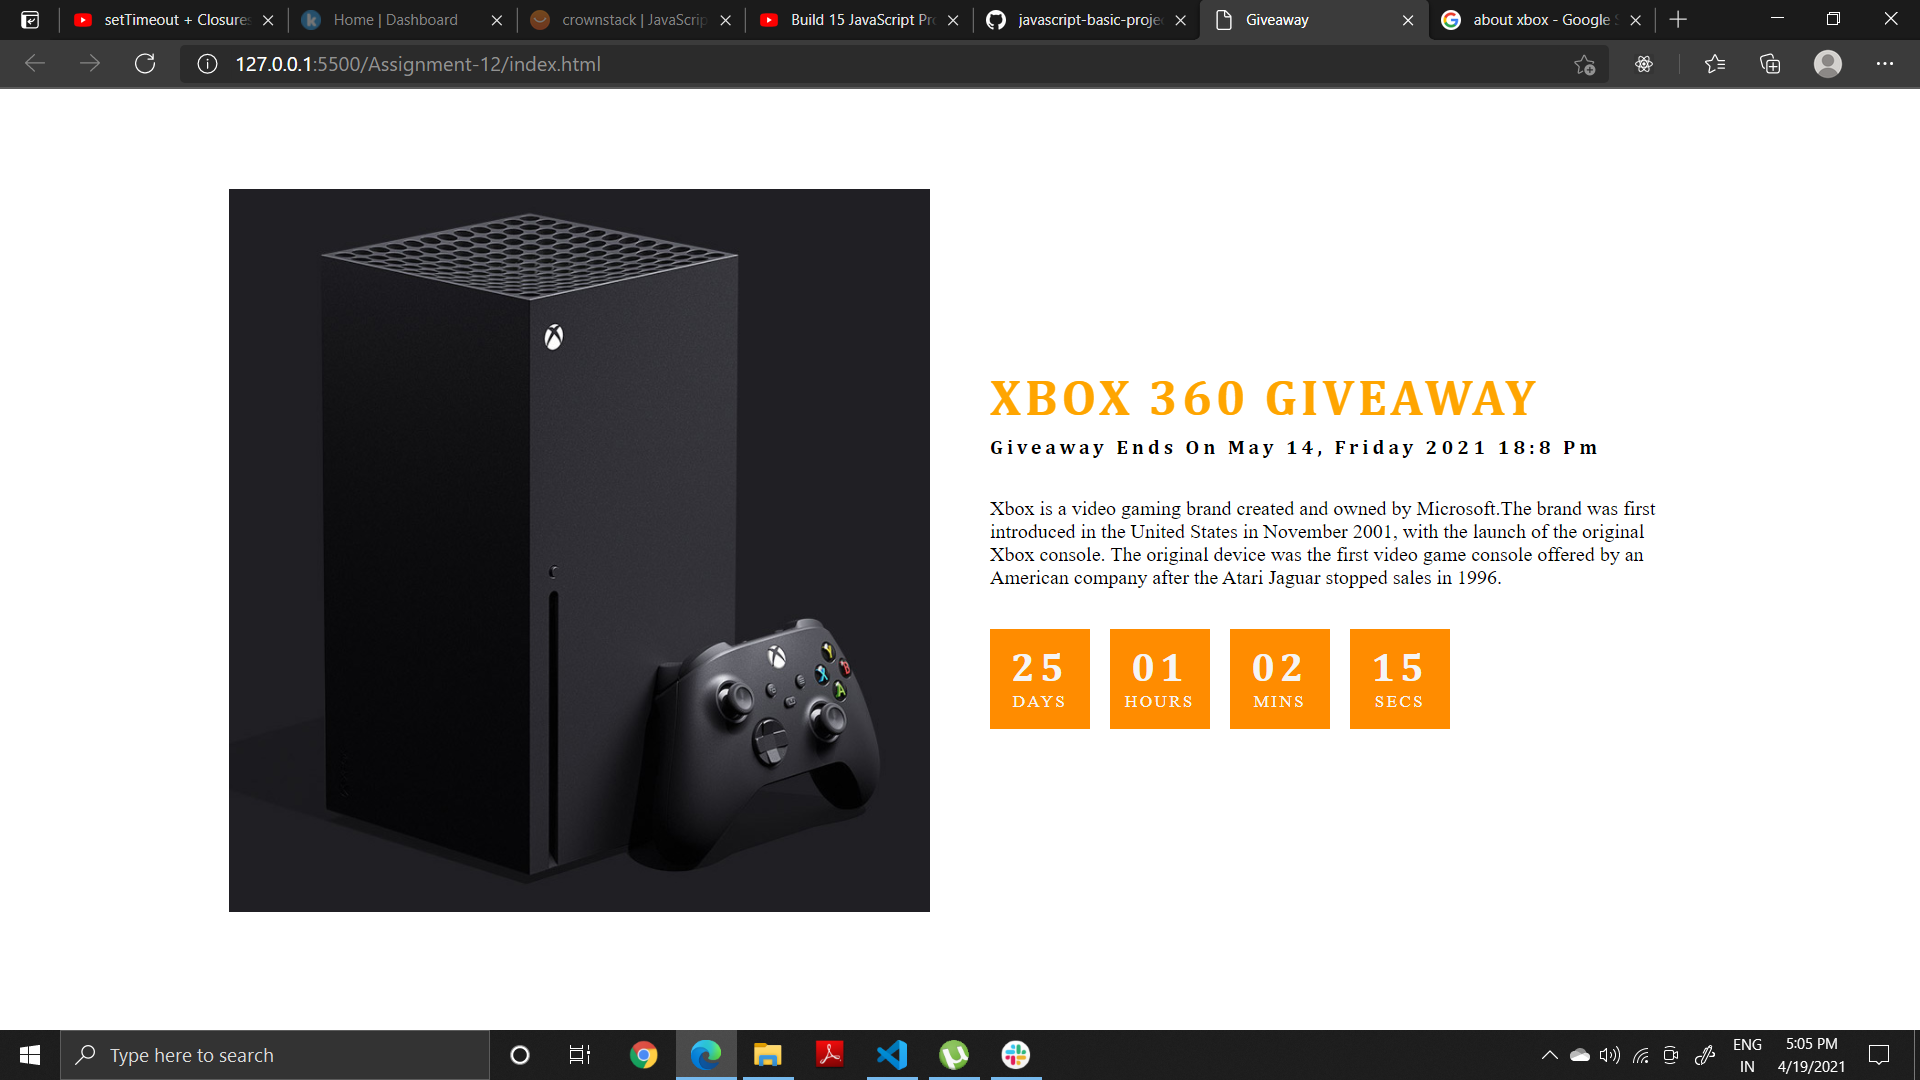 setTimeout + Closures
Home | Dashboard
crownstack | JavaScrip
Build 15 JavaScript Pr
javascript-basic-projec
Giveaway
about xbox - Google S
127.0.0.1:5500/Assignment-12/index.html
XBOX 360 GIVEAWAY
Giveaway Ends On May 14, Friday 2021 18:8 Pm
Xbox is a video gaming brand created and owned by Microsoft.The brand was first
introduced in the United States in November 2001, with the launch of the original
Xbox console. The original device was the first video game console offered by an
American company after the Atari Jaguar stopped sales in 1996.
25 01 02 15
DAYS HOURS MINS SECS
Y
B
X
A
Type here to search
ENG
IN
5:05 PM
4/19/2021